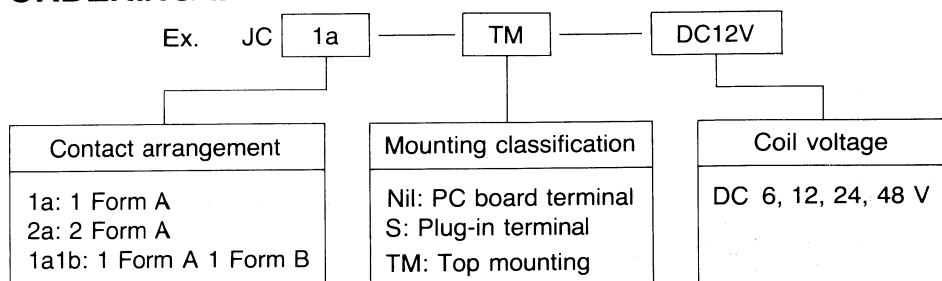 Ex. JC 1a TM DC12V
Contact arrangement
1a: 1 Form A
2a: 2 Form A
1a1b: 1 Form A 1 Form B
Mounting classification
Nil: PC board terminal
S: Plug-in terminal
TM: Top mounting
Coil voltage
DC 6, 12, 24, 48 V